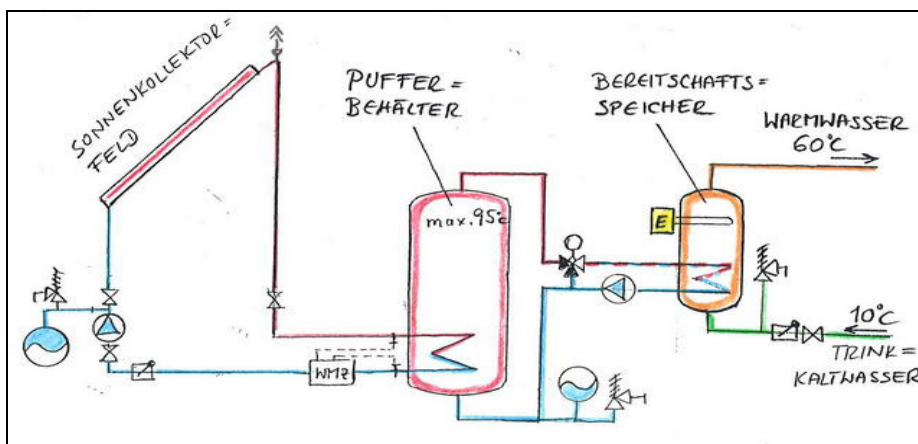 SONNENKOLLEKTOR=
FELD
PUFFER=
BEHÄLTER
max. 95°C
BEREITSCHAFTS=
SPEICHER
WARMWASSER
60°C
E
10°C
TRINK=
KALTWASSER
WMZ